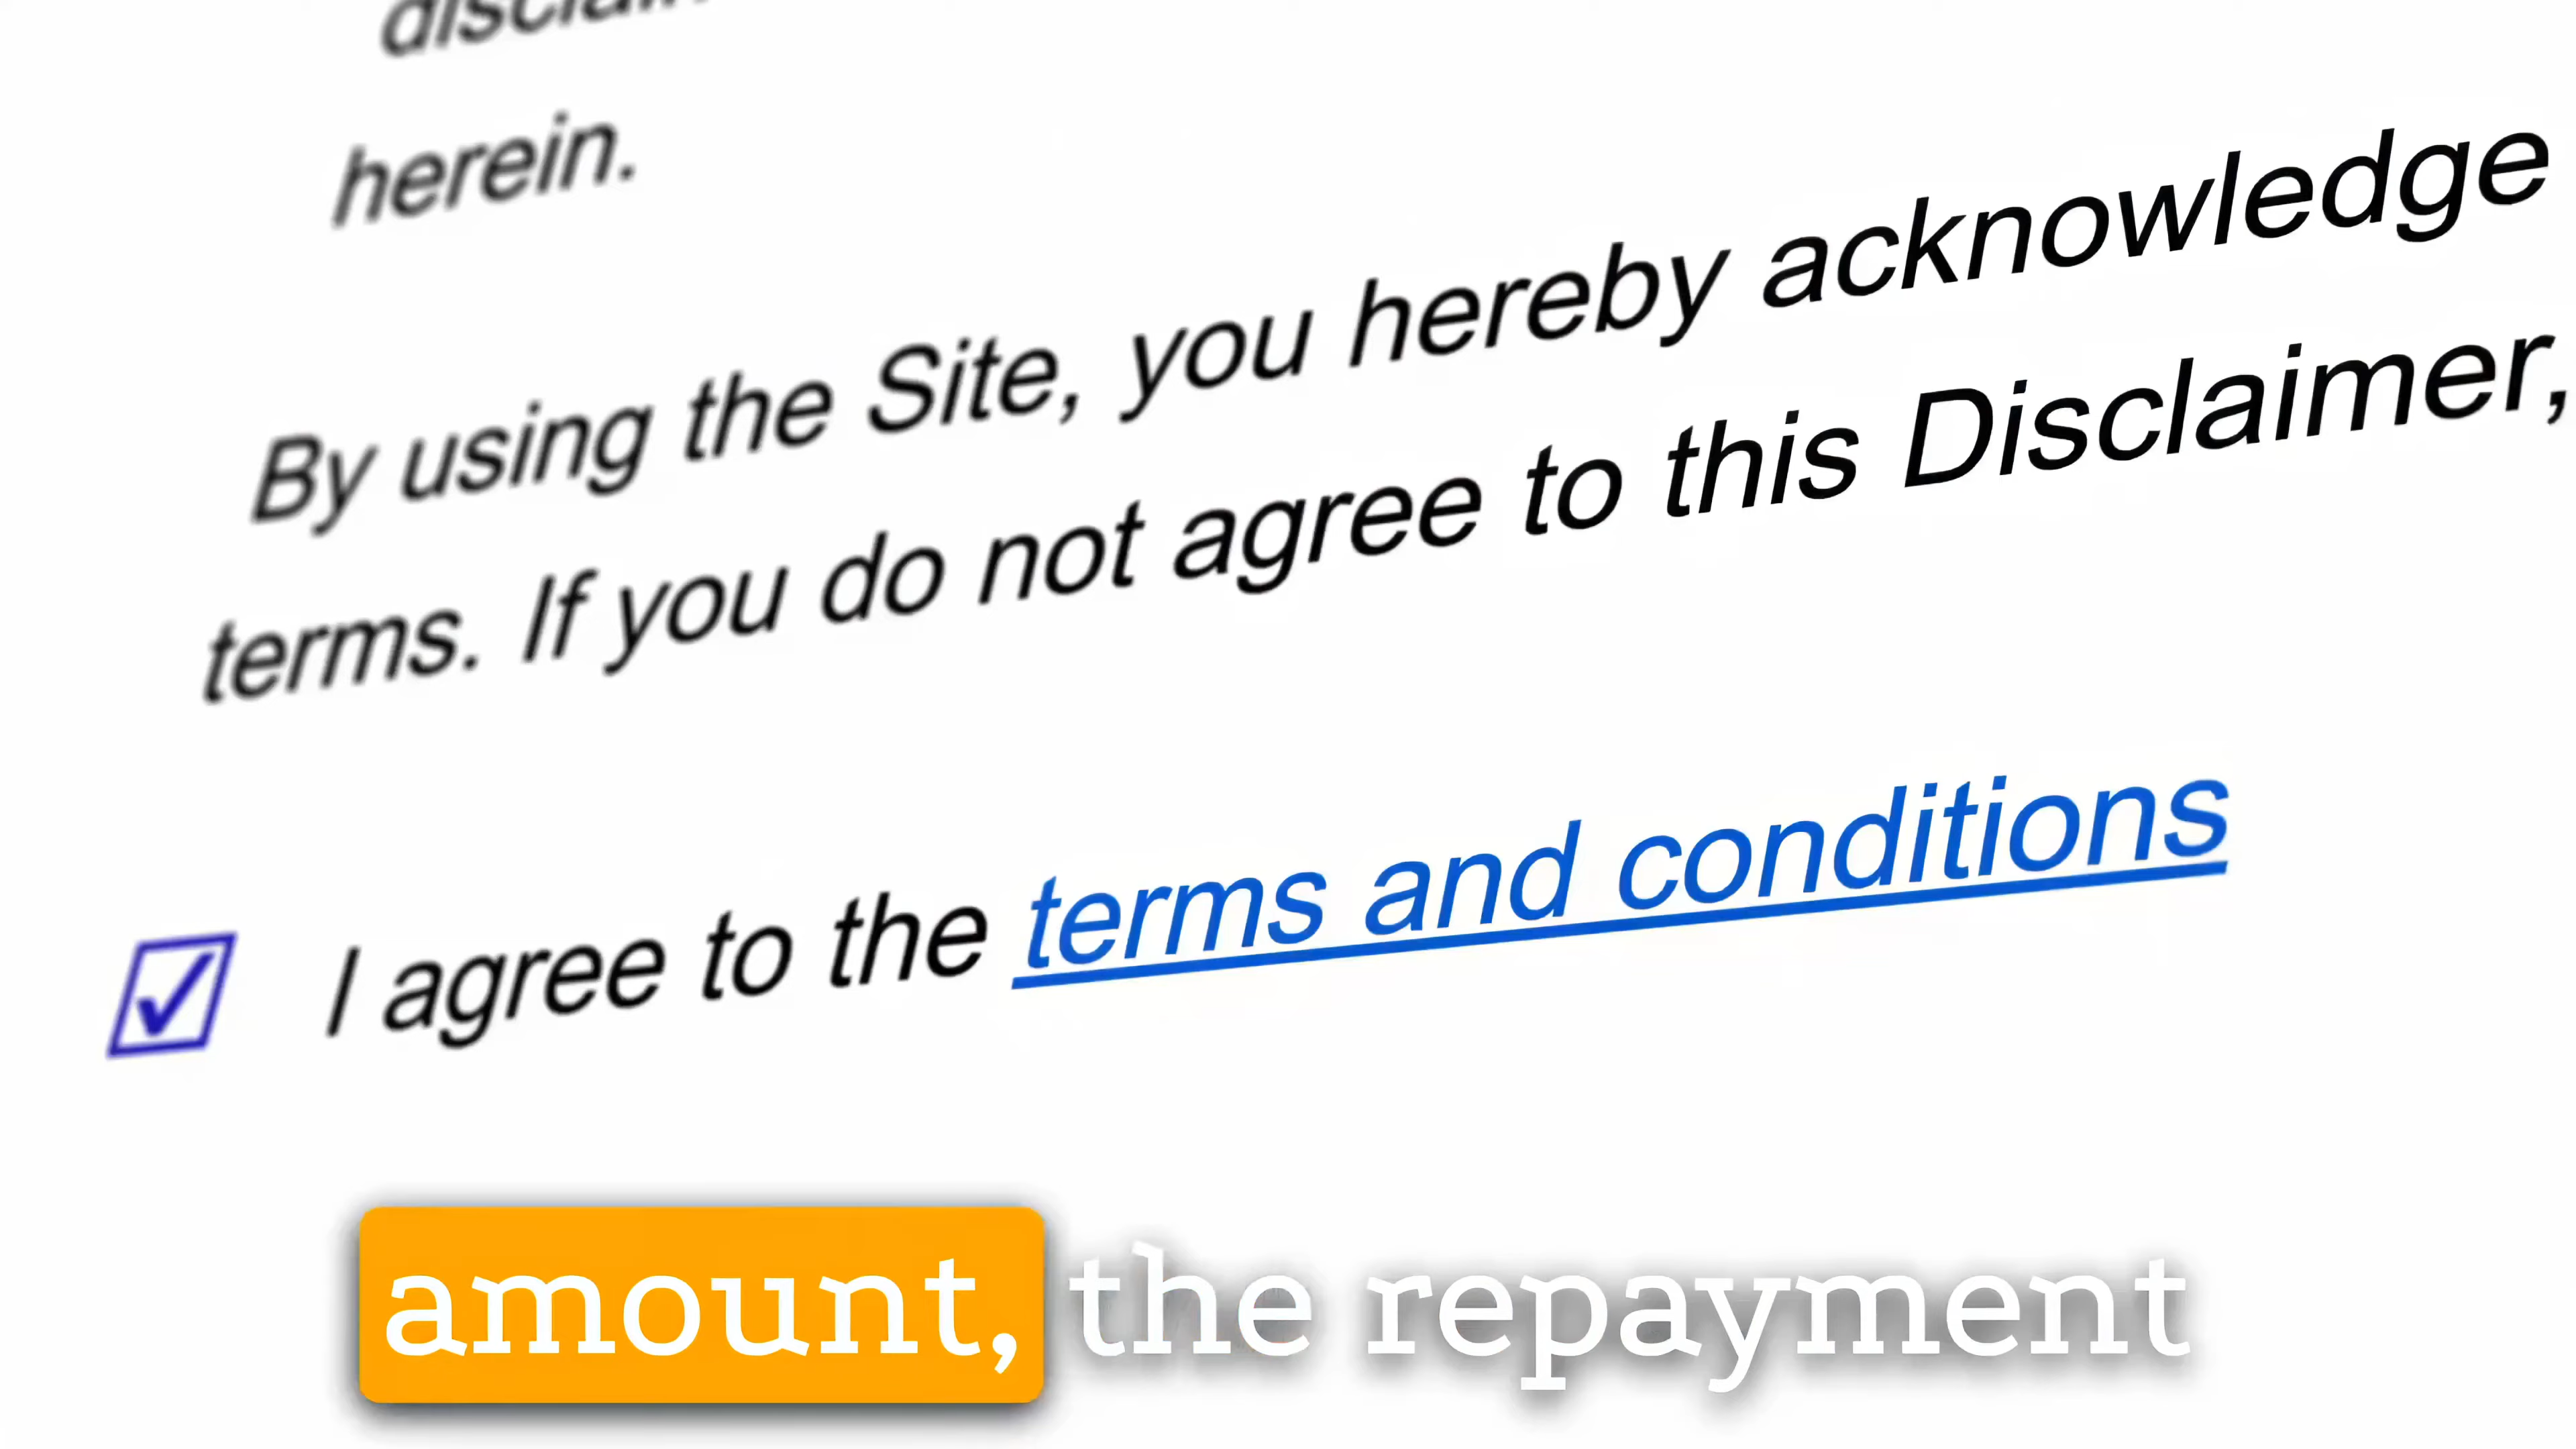 herein.
By using the Site, you hereby acknowledge
terms. If you do not agree to this Disclaimer,
I agree to the terms and conditions
amount, the repayment